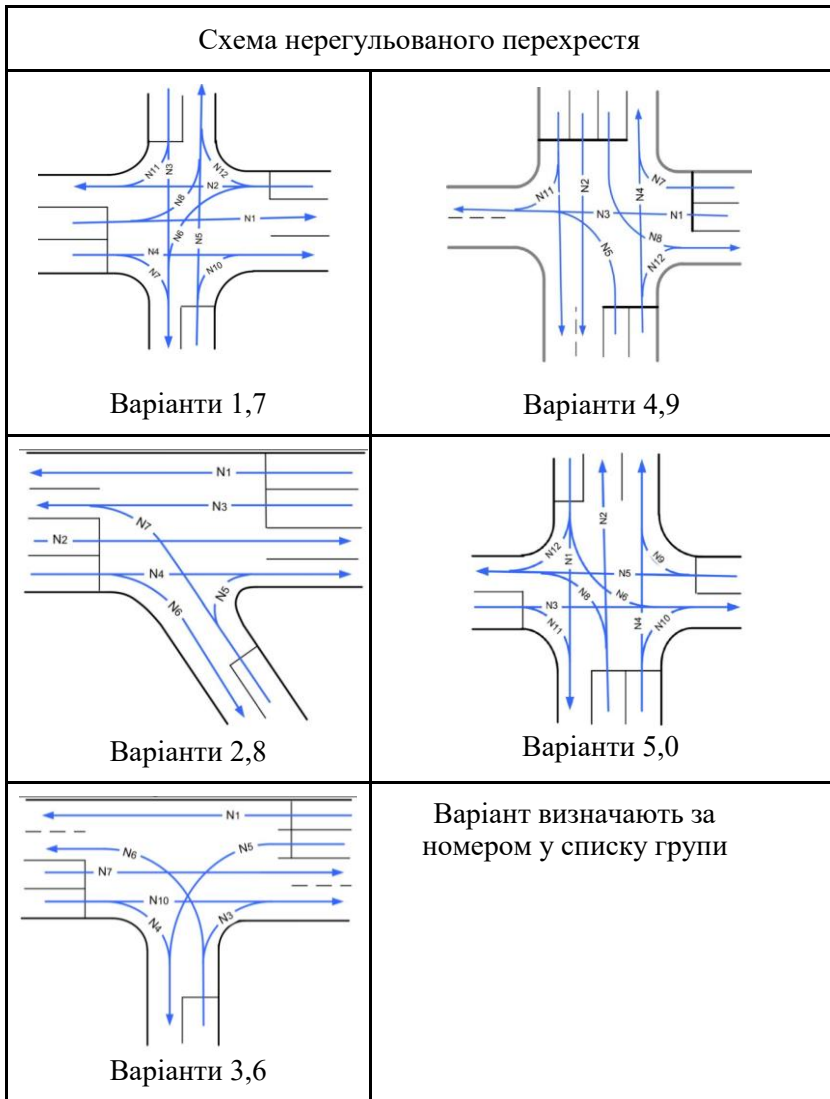 Схема нерегульованого перехрестя
N11
N3
N12
N2
N8
N6
N1
N5
N4
N7
N10
Варіанти 1,7
N11
N2
N4
N7
N3
N1
N5
N8
N12
Варіанти 4,9
N1
N3
N7
N2
N4
N5
N6
Варіанти 2,8
N12
N1
N2
N9
N5
N8
N6
N3
N11
N4
N10
Варіанти 5,0
N1
N6
N5
N7
N10
N4
N3
Варіанти 3,6
Варіант визначають за
номером у списку групи